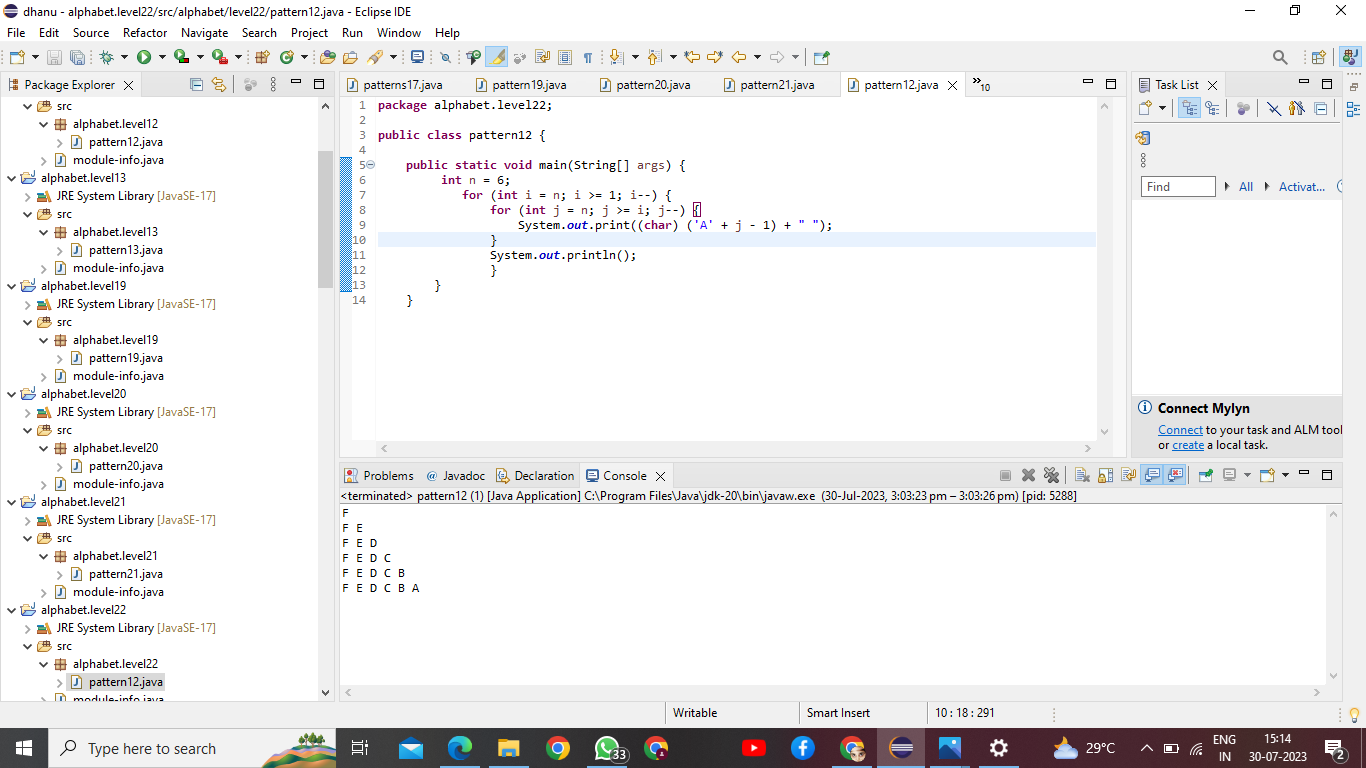 dhanu - alphabet.level22/src/alphabet/level22/pattern12.java - Eclipse IDE
File Edit Source Refactor Navigate Search Project Run Window Help
Package Explorer
src
alphabet.level12
pattern12.java
module-info.java
alphabet.level13
JRE System Library [JavaSE-17]
src
alphabet.level13
pattern13.java
module-info.java
alphabet.level19
JRE System Library [JavaSE-17]
src
alphabet.level19
pattern19.java
module-info.java
alphabet.level20
JRE System Library [JavaSE-17]
src
alphabet.level20
pattern20.java
module-info.java
alphabet.level21
JRE System Library [JavaSE-17]
src
alphabet.level21
pattern21.java
module-info.java
alphabet.level22
JRE System Library [JavaSE-17]
src
alphabet.level22
pattern12.java
module-info.java
patterns17.java pattern19.java pattern20.java pattern21.java pattern12.java »10
1 package alphabet.level22;
2
3 public class pattern12 {
4
5 public static void main(String[] args) {
6 int n = 6;
7 for (int i = n; i >= 1; i--) {
8 for (int j = n; j >= i; j--) {
9 System.out.print((char) ('A' + j - 1) + " ");
10 }
11 System.out.println();
12 }
13 }
14 }
Task List
Find All Activat...
Connect Mylyn
Connect to your task and ALM tool
or create a local task.
Problems @ Javadoc Declaration Console
<terminated> pattern12 (1) [Java Application] C:\Program Files\Java\jdk-20\bin\javaw.exe (30-Jul-2023, 3:03:23 pm – 3:03:26 pm) [pid: 5288]
F
F E
F E D
F E D C
F E D C B
F E D C B A
Writable Smart Insert 10 : 18 : 291
Type here to search
33
29°C
ENG
IN
15:14
30-07-2023
2